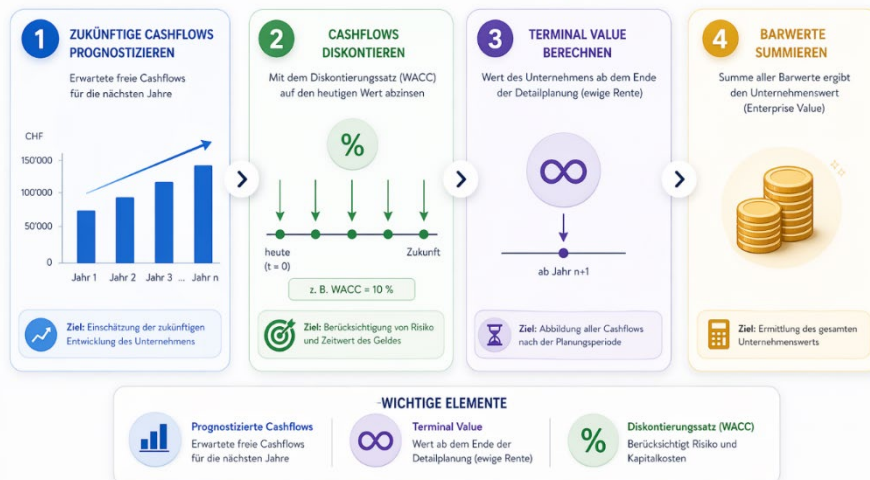 1
ZUKÜNFTIGE CASHFLOWS
PROGNOSTIZIEREN
Erwartete freie Cashflows
für die nächsten Jahre
CHF
150'000
100'000
50'000
0
Jahr 1 Jahr 2 Jahr 3 ... Jahr n
Ziel: Einschätzung der zukünftigen
Entwicklung des Unternehmens
2
CASHFLOWS
DISKONTIEREN
Mit dem Diskontierungssatz (WACC)
auf den heutigen Wert abzinsen
%
heute
(t = 0)
Zukunft
z. B. WACC = 10 %
Ziel: Berücksichtigung von Risiko
und Zeitwert des Geldes
3
TERMINAL VALUE
BERECHNEN
Wert des Unternehmens ab dem Ende
der Detailplanung (ewige Rente)
∞
ab Jahr n+1
Ziel: Abbildung aller Cashflows
nach der Planungsperiode
4
BARWERTE
SUMMIEREN
Summe aller Barwerte ergibt
den Unternehmenswert
(Enterprise Value)
Ziel: Ermittlung des gesamten
Unternehmenswerts
WICHTIGE ELEMENTE
Prognostizierte Cashflows
Erwartete freie Cashflows
für die nächsten Jahre
∞
Terminal Value
Wert ab dem Ende der
Detailplanung (ewige Rente)
%
Diskontierungssatz (WACC)
Berücksichtigt Risiko und
Kapitalkosten